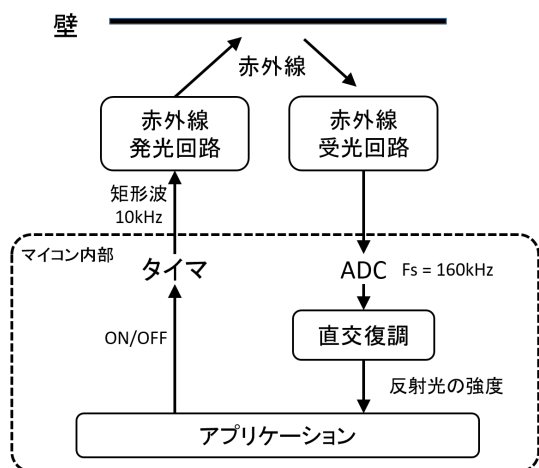 壁
赤外線
赤外線
発光回路
赤外線
受光回路
矩形波
10kHz
マイコン内部
タイマ
ADC
Fs = 160kHz
直交復調
ON/OFF
反射光の強度
アプリケーション